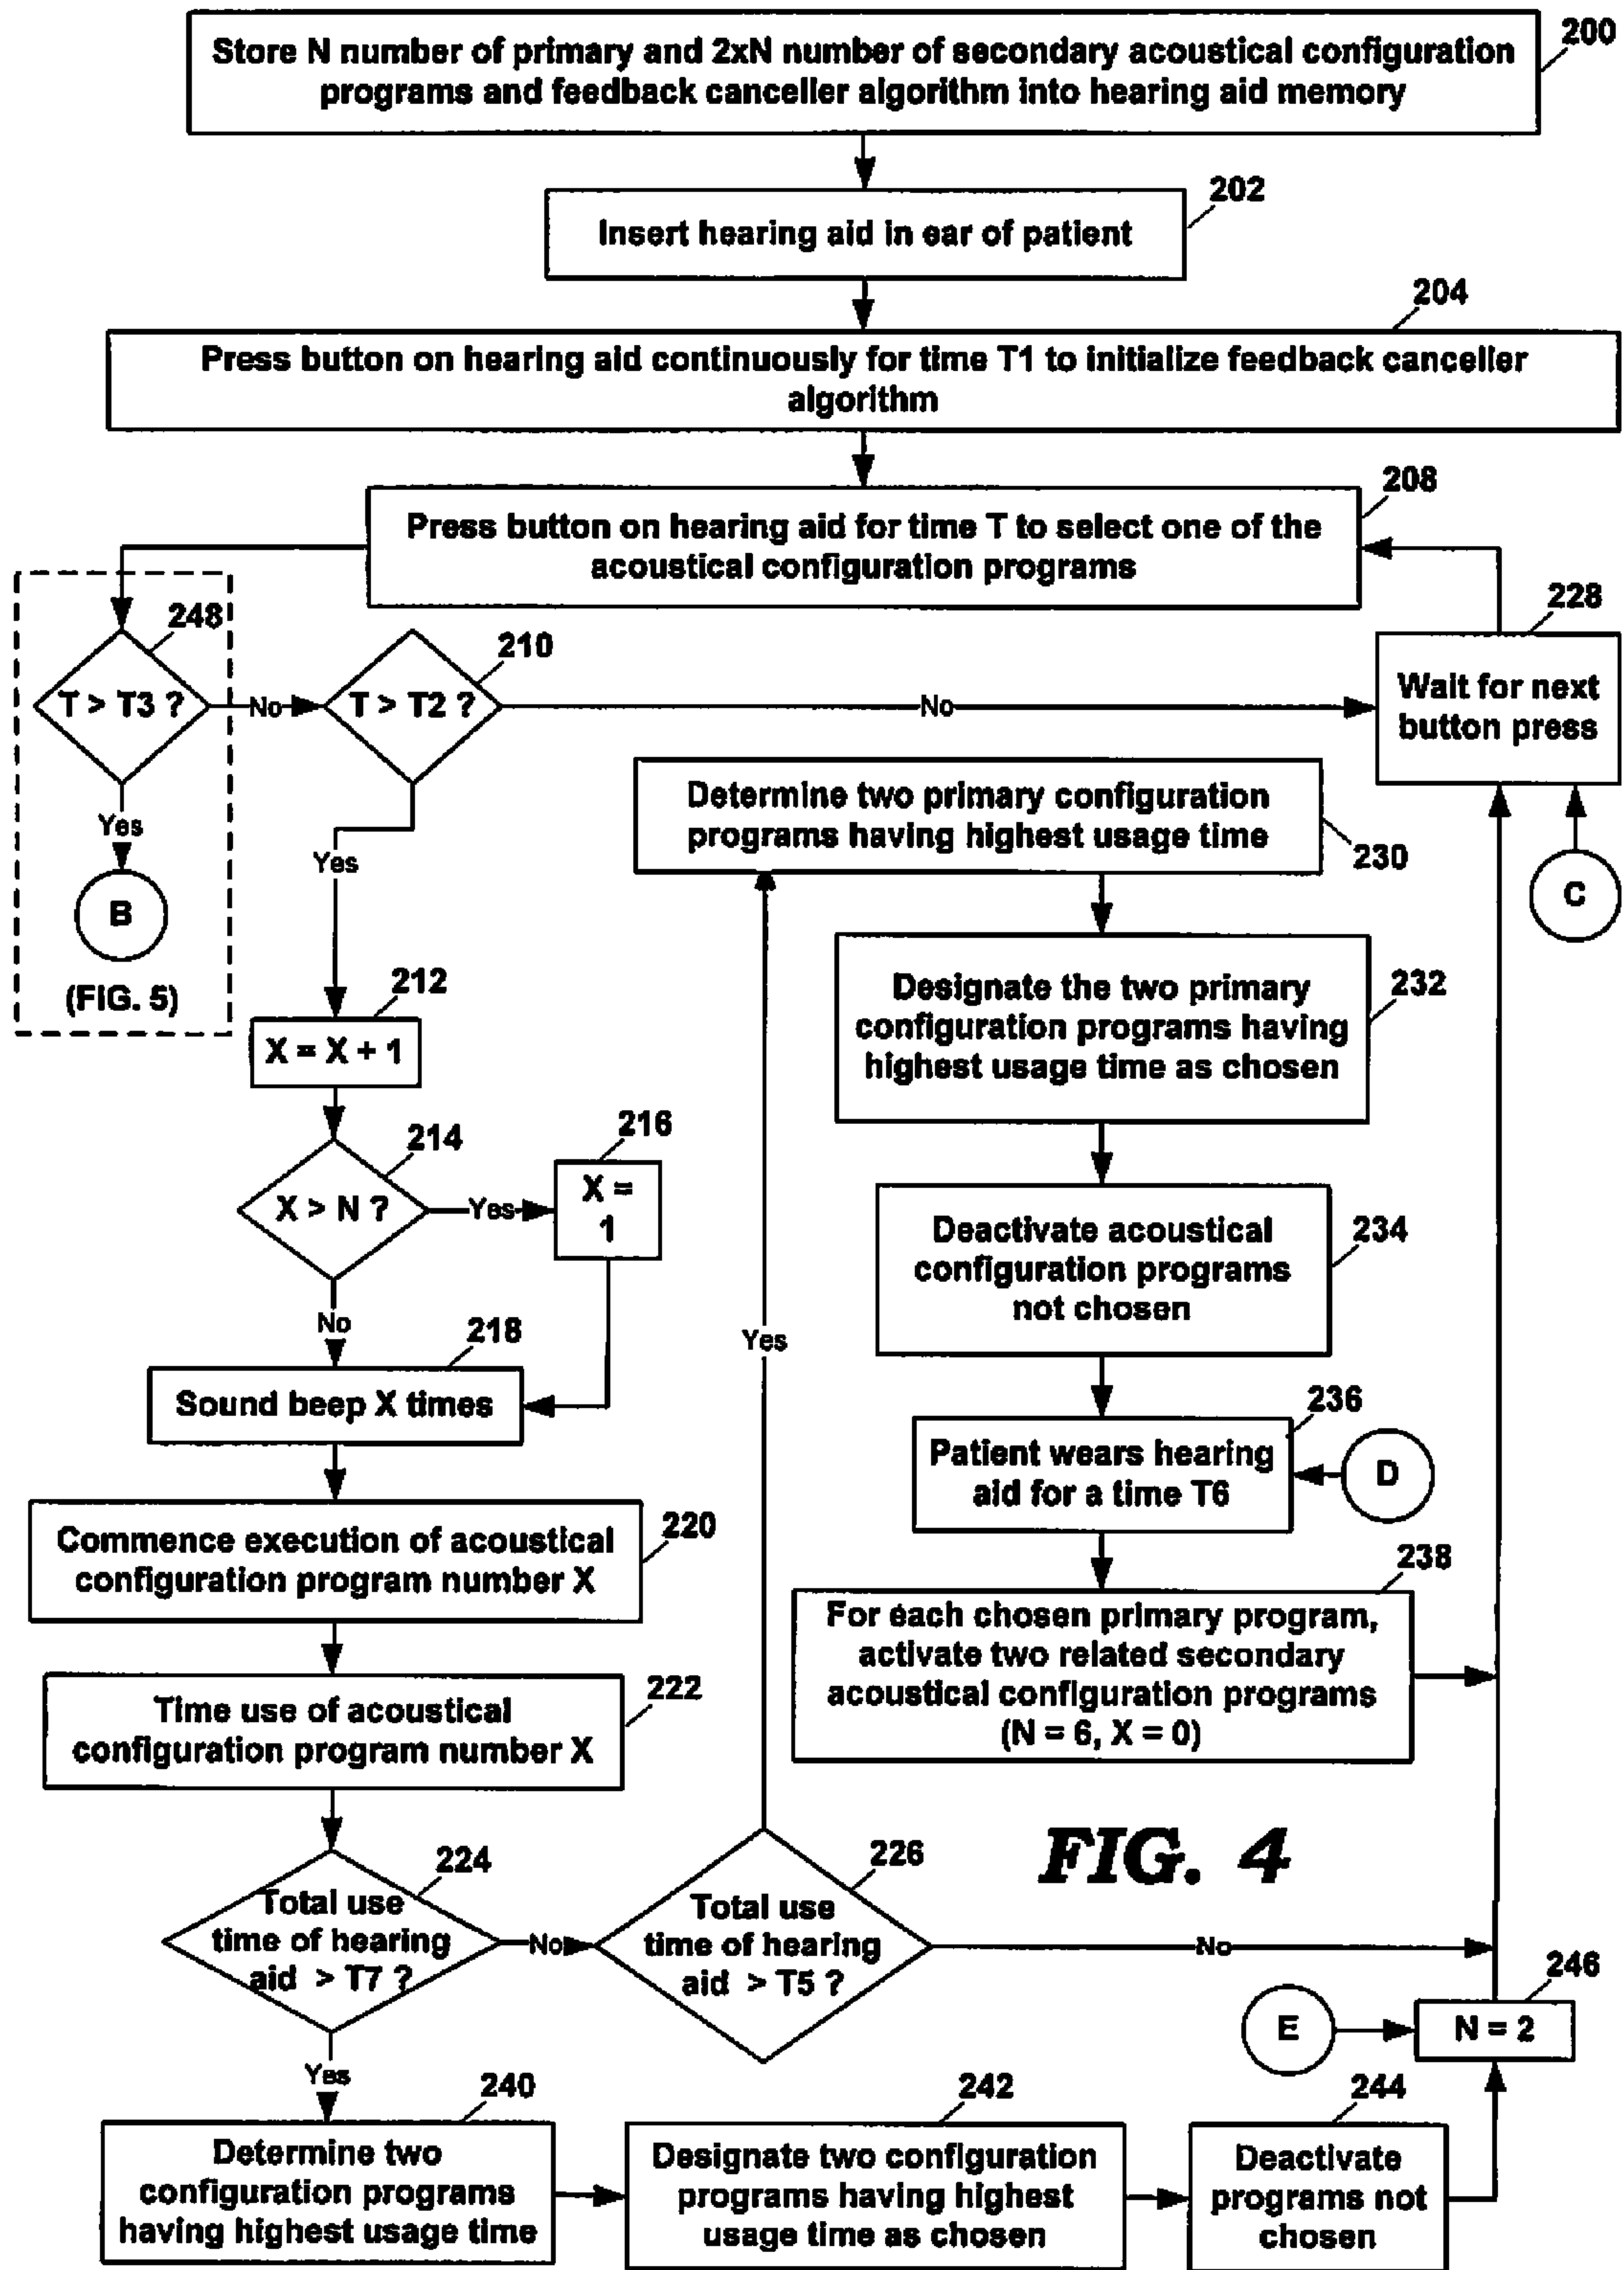 200
Store N number of primary and 2xN number of secondary acoustical configuration
programs and feedback canceller algorithm into hearing aid memory
202
Insert hearing aid in ear of patient
204
Press button on hearing aid continuously for time T1 to initialize feedback canceller
algorithm
208
Press button on hearing aid for time T to select one of the
acoustical configuration programs
248
T > T3 ?
No
Yes
B
(FIG. 5)
210
T > T2 ?
No
Yes
228
Wait for next
button press
C
212
X = X + 1
214
X > N ?
Yes
No
216
X =
1
218
Sound beep X times
220
Commence execution of acoustical
configuration program number X
222
Time use of acoustical
configuration program number X
224
Total use
time of hearing
aid > T7 ?
No
Yes
226
Total use
time of hearing
aid > T5 ?
Yes
No
230
Determine two primary configuration
programs having highest usage time
232
Designate the two primary
configuration programs having
highest usage time as chosen
234
Deactivate acoustical
configuration programs
not chosen
236
Patient wears hearing
aid for a time T6
D
238
For each chosen primary program,
activate two related secondary
acoustical configuration programs
(N = 6, X = 0)
FIG. 4
240
Determine two
configuration programs
having highest usage time
242
Designate two configuration
programs having highest
usage time as chosen
244
Deactivate
programs not
chosen
246
N = 2
E